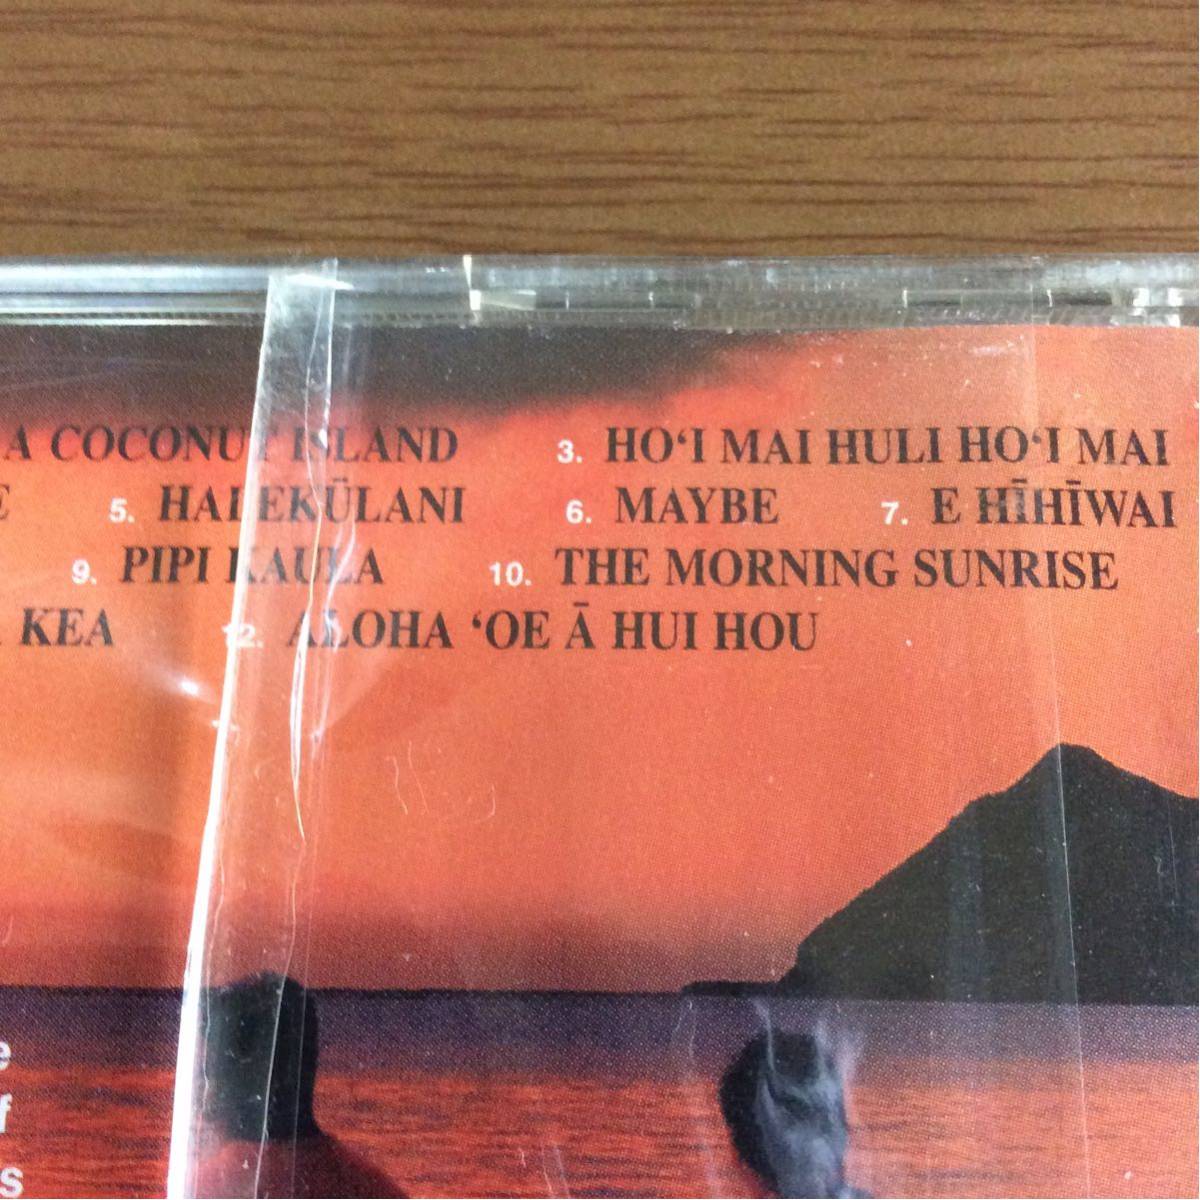 A COCONUT ISLAND 3. HO‘I MAI HULI HO‘I MAI
E 5. HALEKŪLANI 6. MAYBE 7. E HĪHĪWAI
9. PIPI KAULA 10. THE MORNING SUNRISE
KEA 12. ALOHA ‘OE Ā HUI HOU
e
f
s